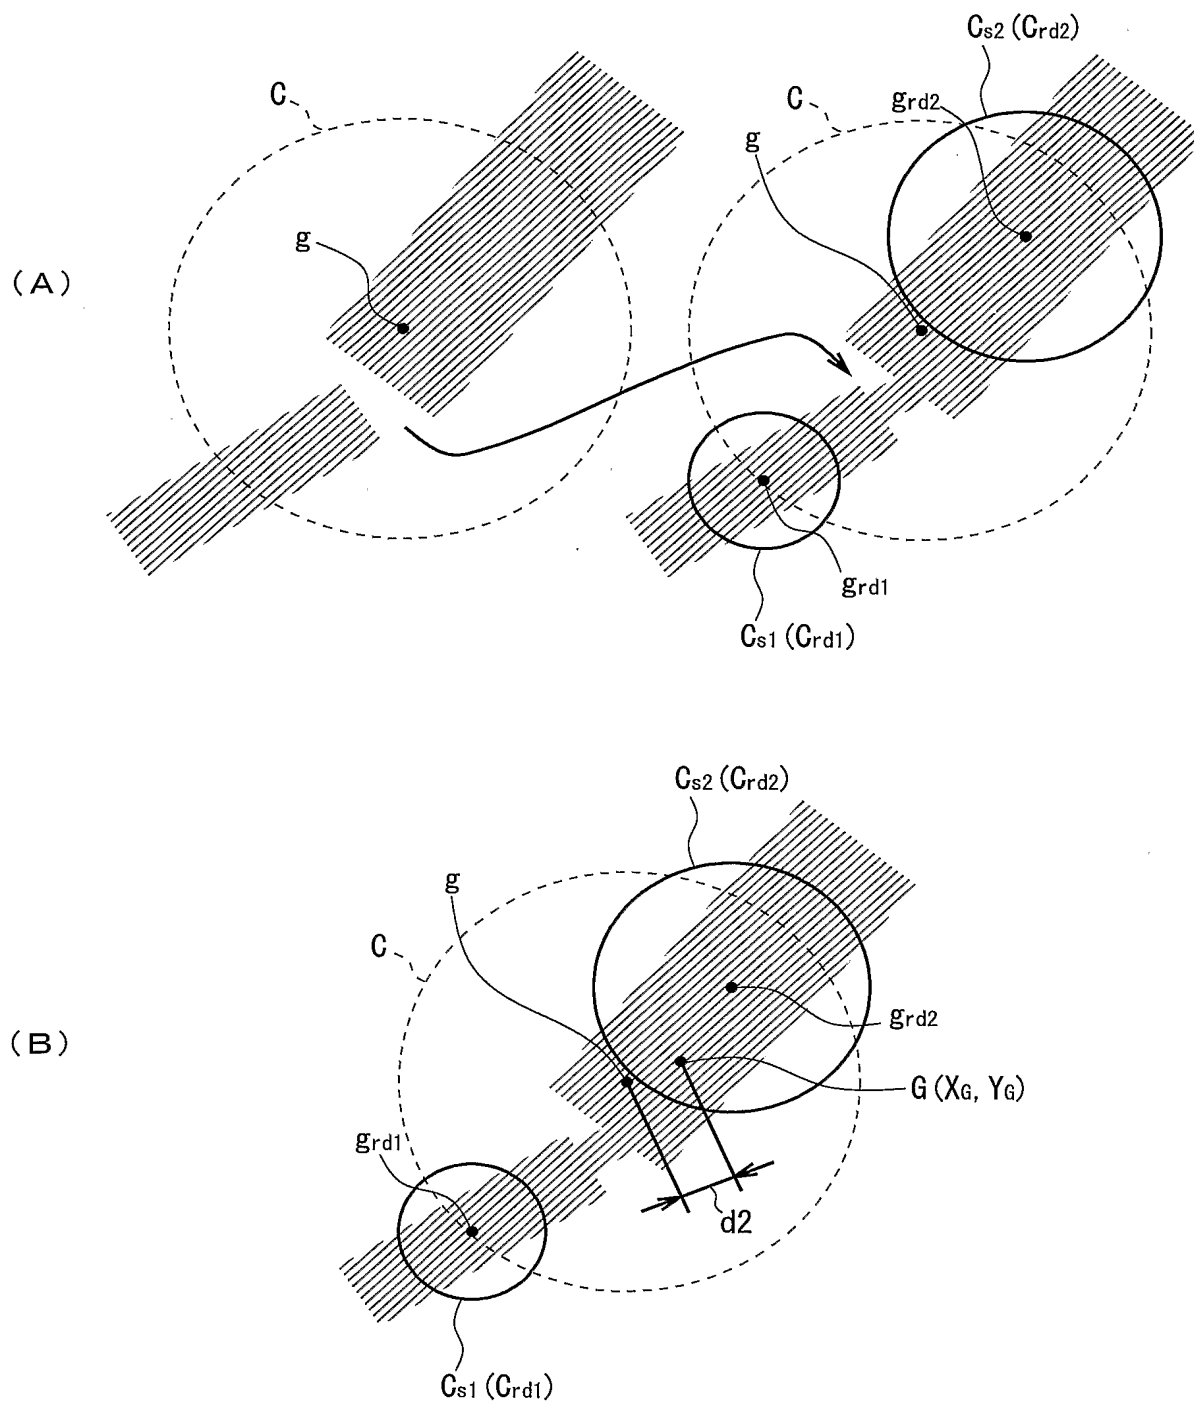 Cs2 (Crd2)
C
C
grd2
g
g
(A)
grd1
Cs1 (Crd1)
Cs2 (Crd2)
g
C
grd2
(B)
G (XG, YG)
grd1
d2
Cs1 (Crd1)